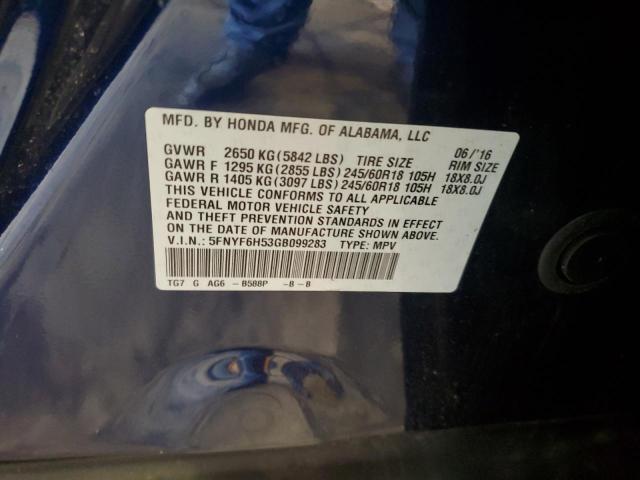 MFD. BY HONDA MFG. OF ALABAMA, LLC
GVWR 2650 KG (5842 LBS) TIRE SIZE 06/'16 RIM SIZE
GAWR F 1295 KG (2855 LBS) 245/60R18 105H 18X8.0J
GAWR R 1405 KG (3097 LBS) 245/60R18 105H 18X8.0J
THIS VEHICLE CONFORMS TO ALL APPLICABLE
FEDERAL MOTOR VEHICLE SAFETY
AND THEFT PREVENTION STANDARDS IN EFFECT
ON THE DATE OF MANUFACTURE SHOWN ABOVE.
V.I.N.: 5FNYF6H53GB099283 TYPE: MPV
TG7 G AG6 -B588P -8-8